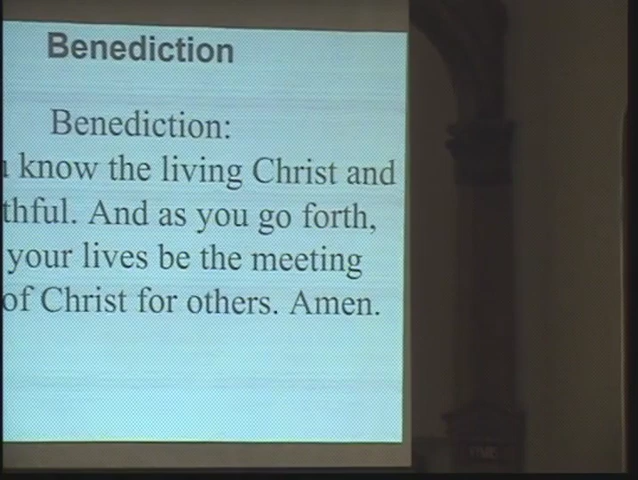 Benediction
Benediction:
know the living Christ and
thful. And as you go forth,
your lives be the meeting
of Christ for others. Amen.